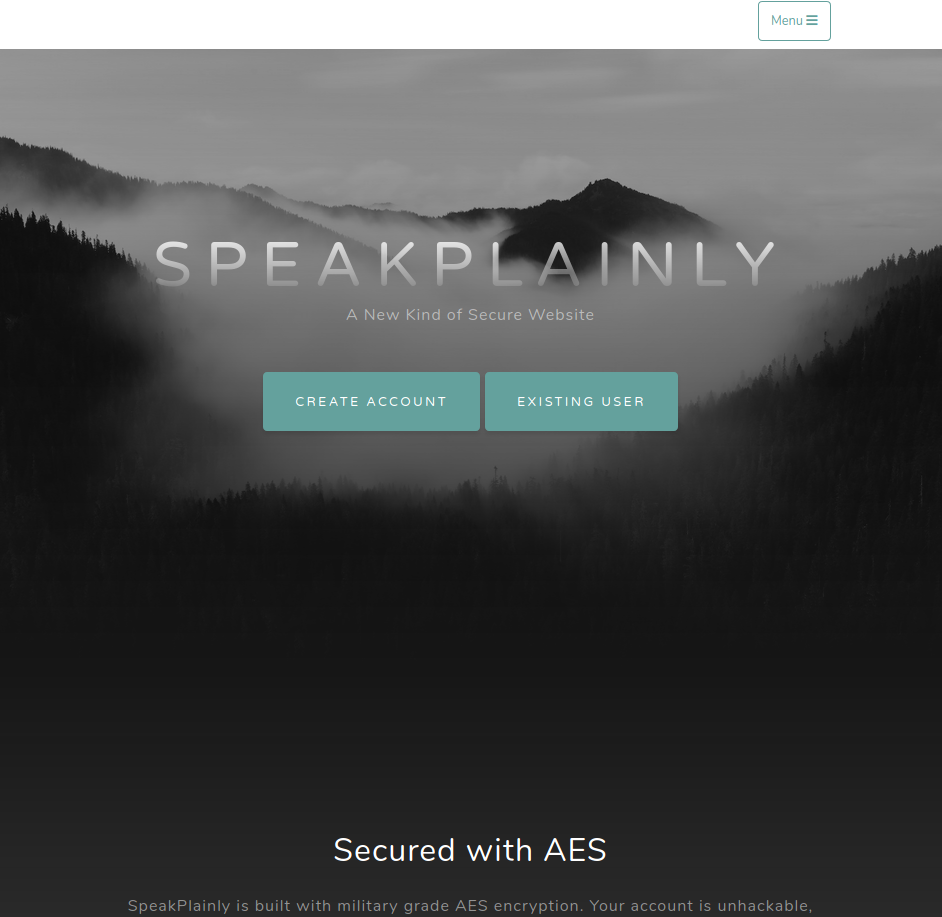 Menu
SPEAKPLAINLY
A New Kind of Secure Website
CREATE ACCOUNT
EXISTING USER
Secured with AES
SpeakPlainly is built with military grade AES encryption. Your account is unhackable,